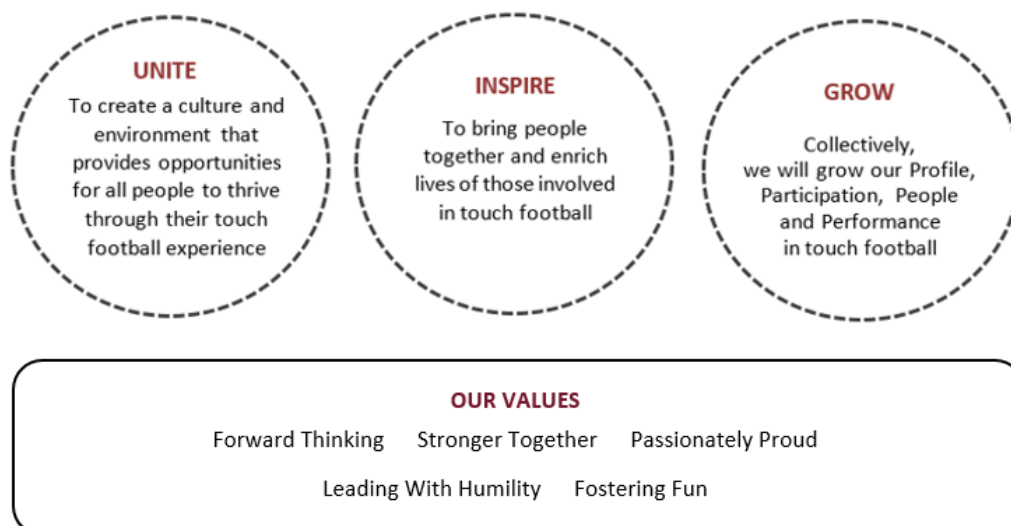 UNITE
To create a culture and
environment that
provides opportunities
for all people to thrive
through their touch
football experience
INSPIRE
To bring people
together and enrich
lives of those involved
in touch football
GROW
Collectively,
we will grow our Profile,
Participation, People
and Performance
in touch football
OUR VALUES
Forward Thinking Stronger Together Passionately Proud
Leading With Humility Fostering Fun